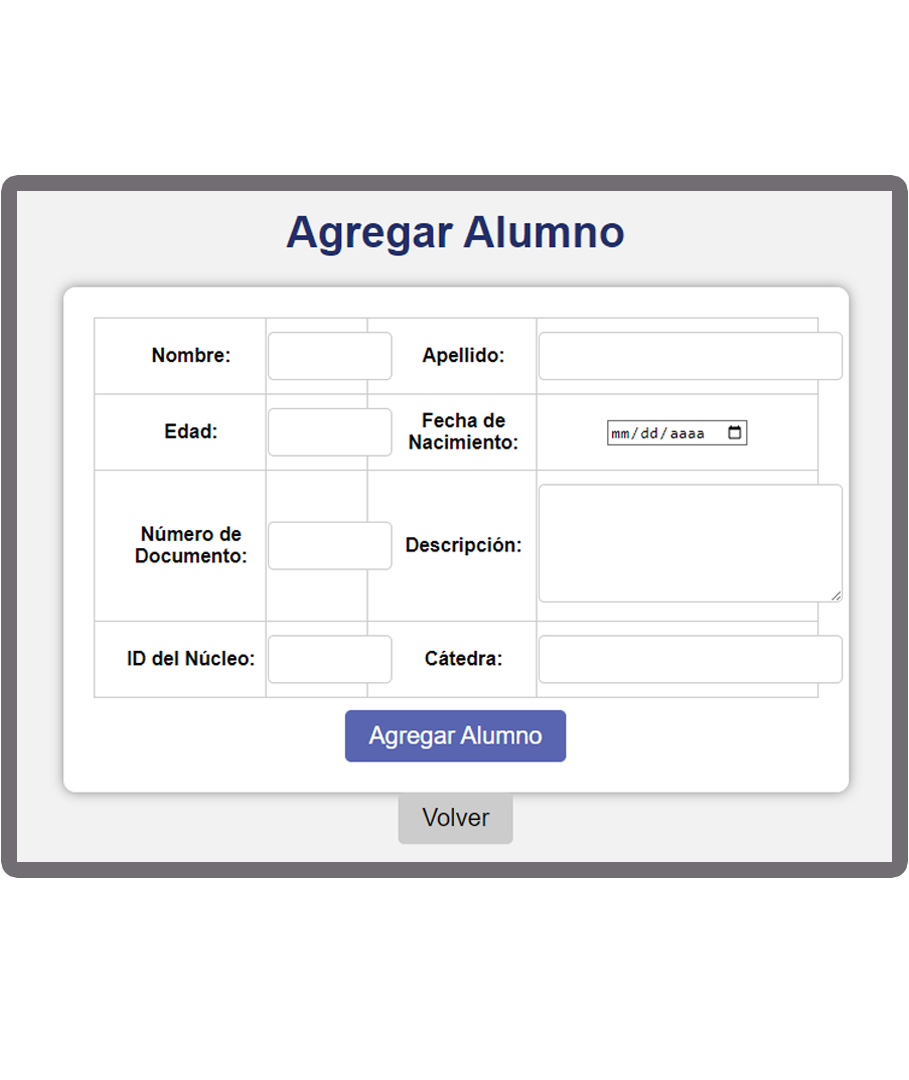 Agregar Alumno
Nombre:
Apellido:
Edad:
Fecha de
Nacimiento:
mm/dd/aaaa
Número de
Documento:
Descripción:
ID del Núcleo:
Cátedra:
Agregar Alumno
Volver